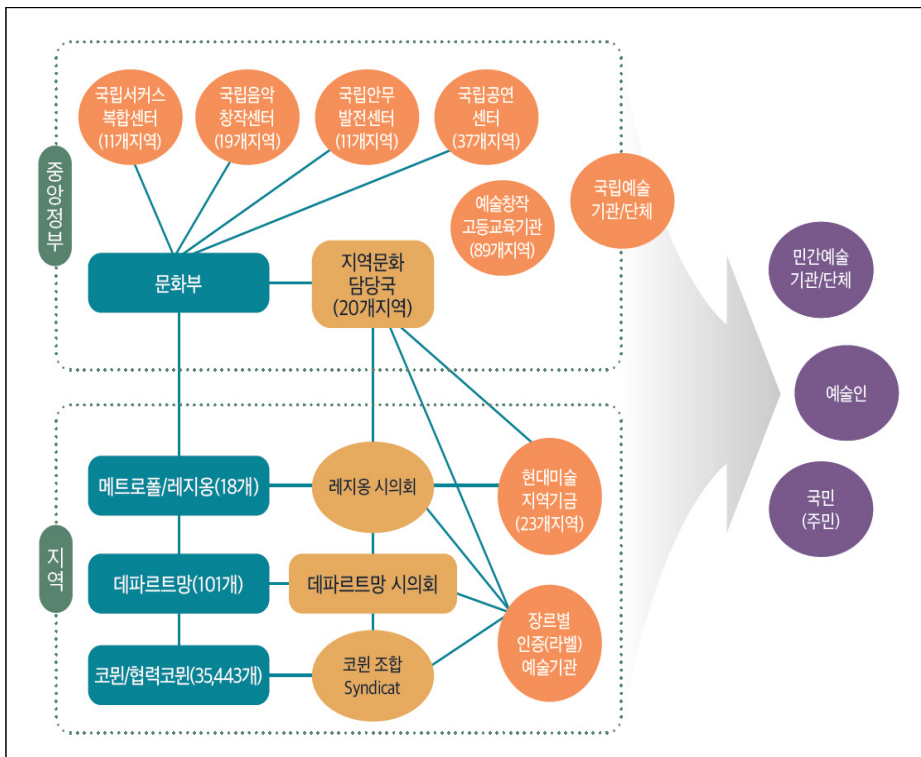 국립서커스
복합센터
(11개지역)
국립음악
창작센터
(19개지역)
국립안무
발전센터
(11개지역)
국립공연
센터
(37개지역)
중앙정부
예술창작
고등교육기관
(89개지역)
국립예술
기관/단체
문화부
지역문화
담당국
(20개지역)
민간예술
기관/단체
예술인
국민
(주민)
지역
메트로폴/레지옹(18개)
레지옹 시의회
현대미술
지역기금
(23개지역)
데파르트망(101개)
데파르트망 시의회
장르별
인증(라벨)
예술기관
코뮌/협력코뮌(35,443개)
코뮌 조합
Syndicat